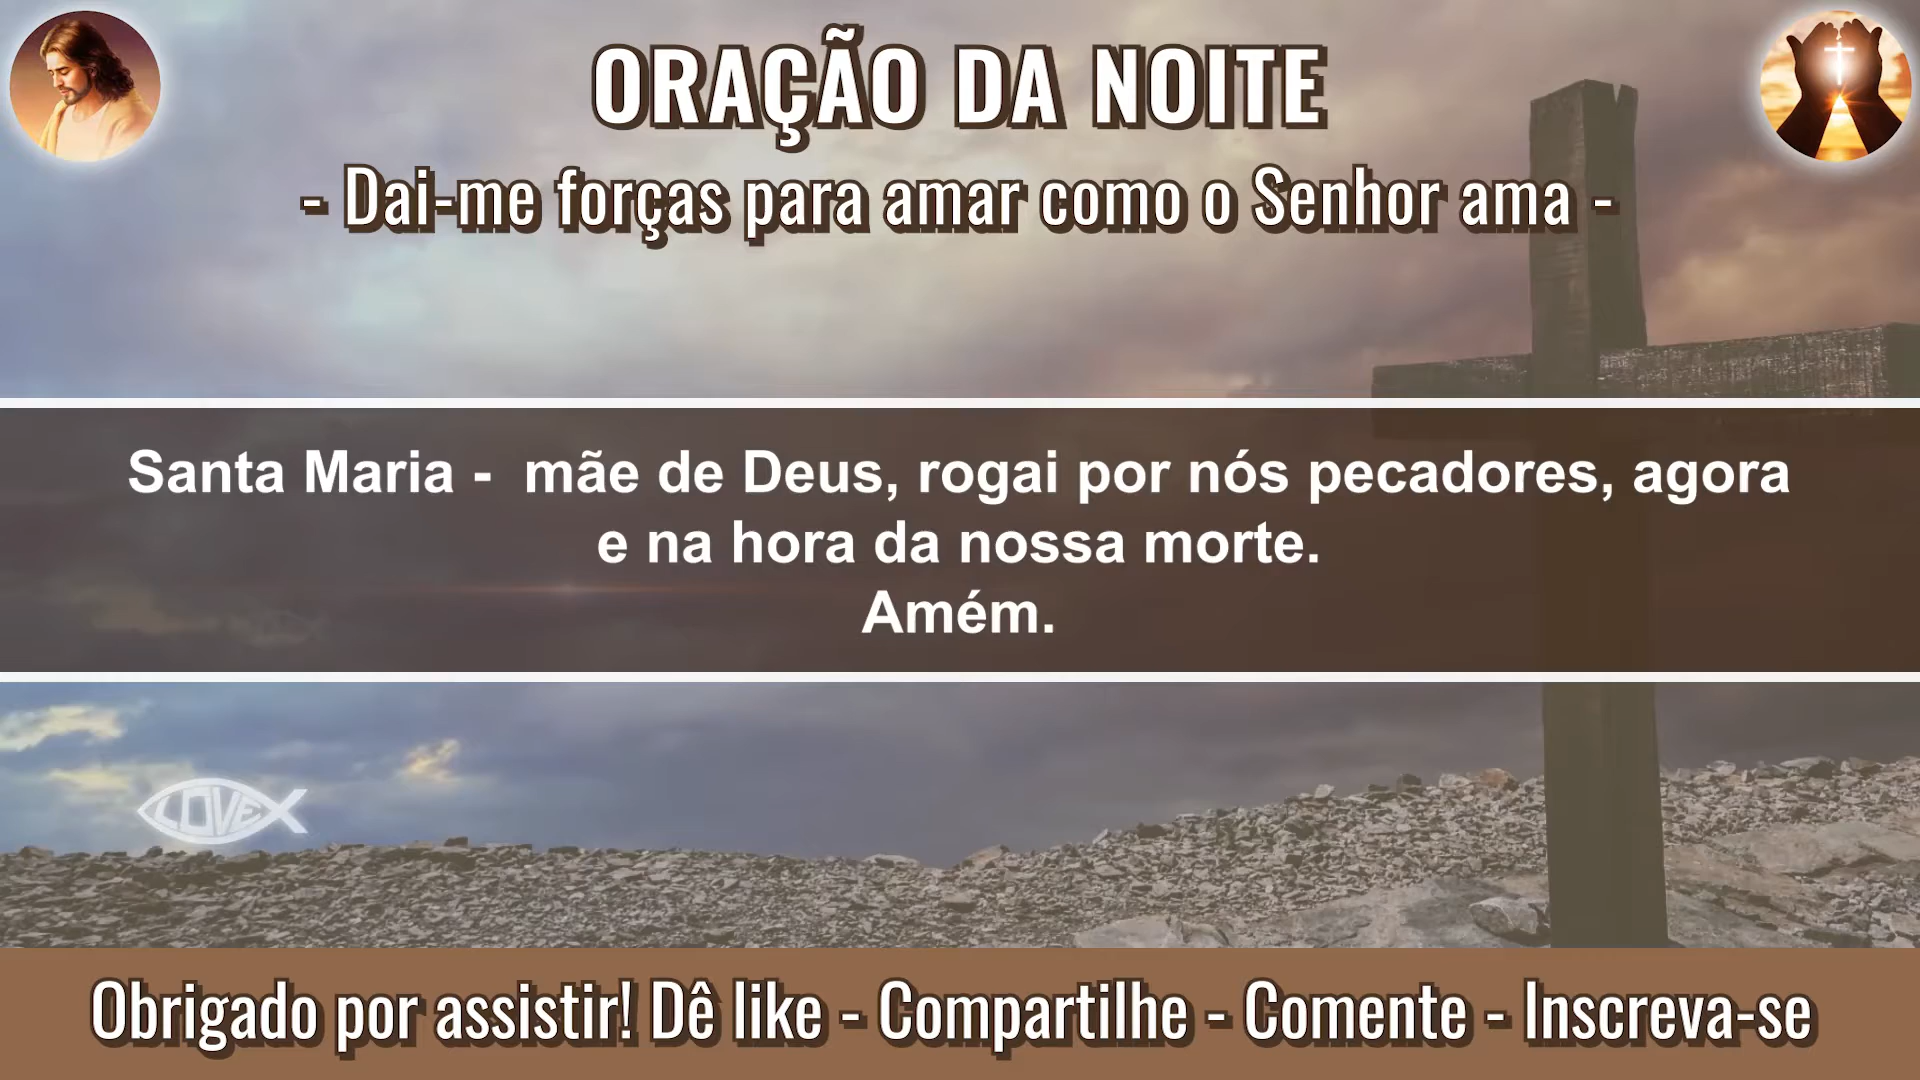 ORAÇÃO DA NOITE
- Dai-me forças para amar como o Senhor ama -
Santa Maria -  mãe de Deus, rogai por nós pecadores, agora
e na hora da nossa morte.
Amém.
LOVE
Obrigado por assistir! Dê like - Compartilhe - Comente - Inscreva-se